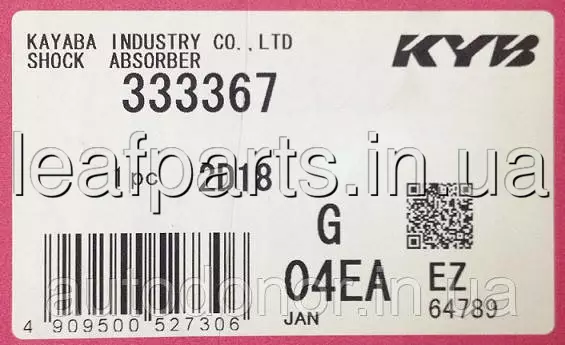 KAYABA INDUSTRY CO.,LTD
SHOCK ABSORBER
KYB
333367
leafparts.in.ua
1 pc 2D18
G
04EA EZ
JAN 64789
4 909500 527306
autodonor.in.ua